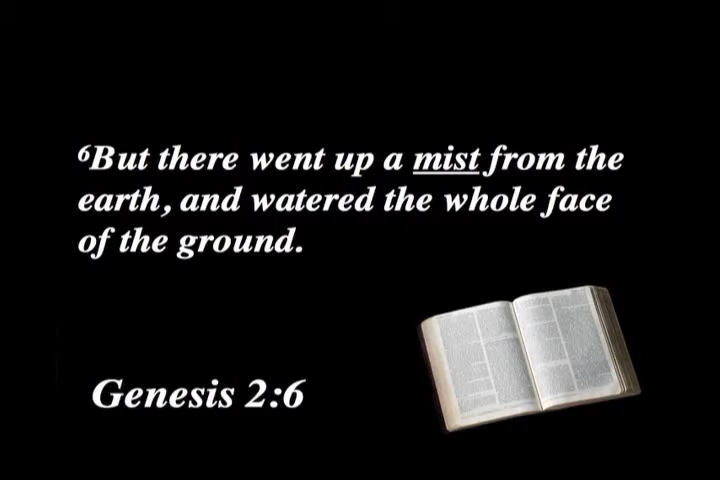 ⁶But there went up a mist from the
earth, and watered the whole face
of the ground.
Genesis 2:6